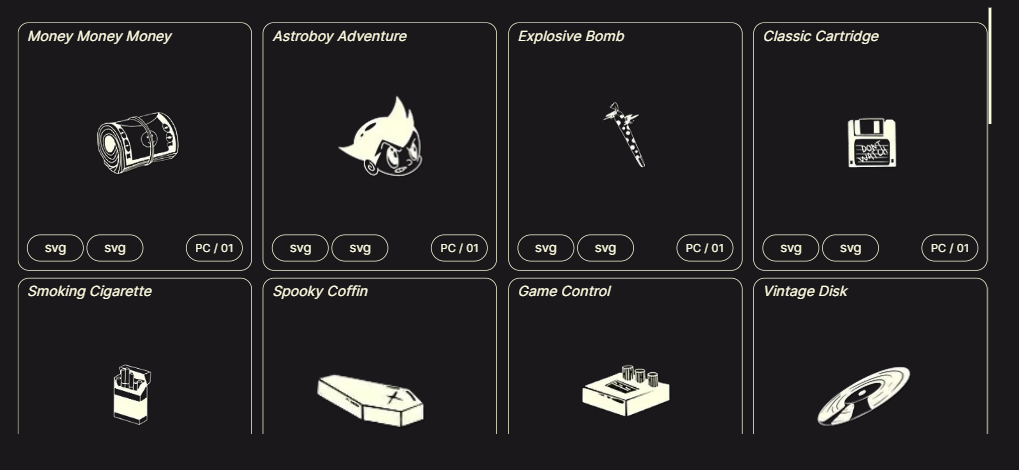 Money Money Money
Astroboy Adventure
Explosive Bomb
Classic Cartridge
DONT
WATCH
svg
svg
PC / 01
svg
svg
PC / 01
svg
svg
PC / 01
svg
svg
PC / 01
Smoking Cigarette
Spooky Coffin
Game Control
Vintage Disk